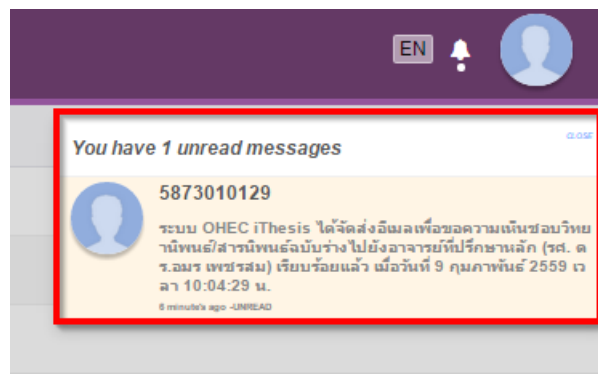 EN
You have 1 unread messages
CLOSE
5873010129
ระบบ OHEC iThesis ได้จัดส่งอีเมลเพื่อขอความเห็นชอบวิทย
านิพนธ์/สารนิพนธ์ฉบับร่างไปยังอาจารย์ที่ปรึกษาหลัก (รศ. ด
ร.อมร เพชรสม) เรียบร้อยแล้ว เมื่อวันที่ 9 กุมภาพันธ์ 2559 เว
ลา 10:04:29 น.
6 minute's ago -UNREAD